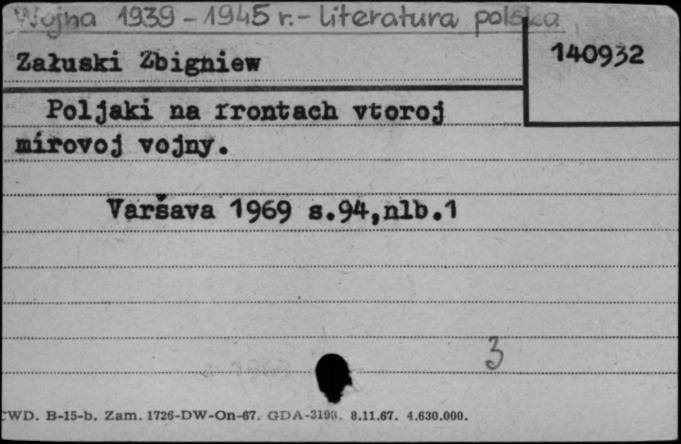 Wojna 1939-1945 r.- literatura polska
140932
Załuski Zbigniew
Poljaki na frontach vtoroj
mirovoj vojny.
Varšava 1969 s.94,nlb.1
3
CWD. B-15-b. Zam. 1726-DW-On-67. GDA-3198. 8.11.67. 4.630.000.